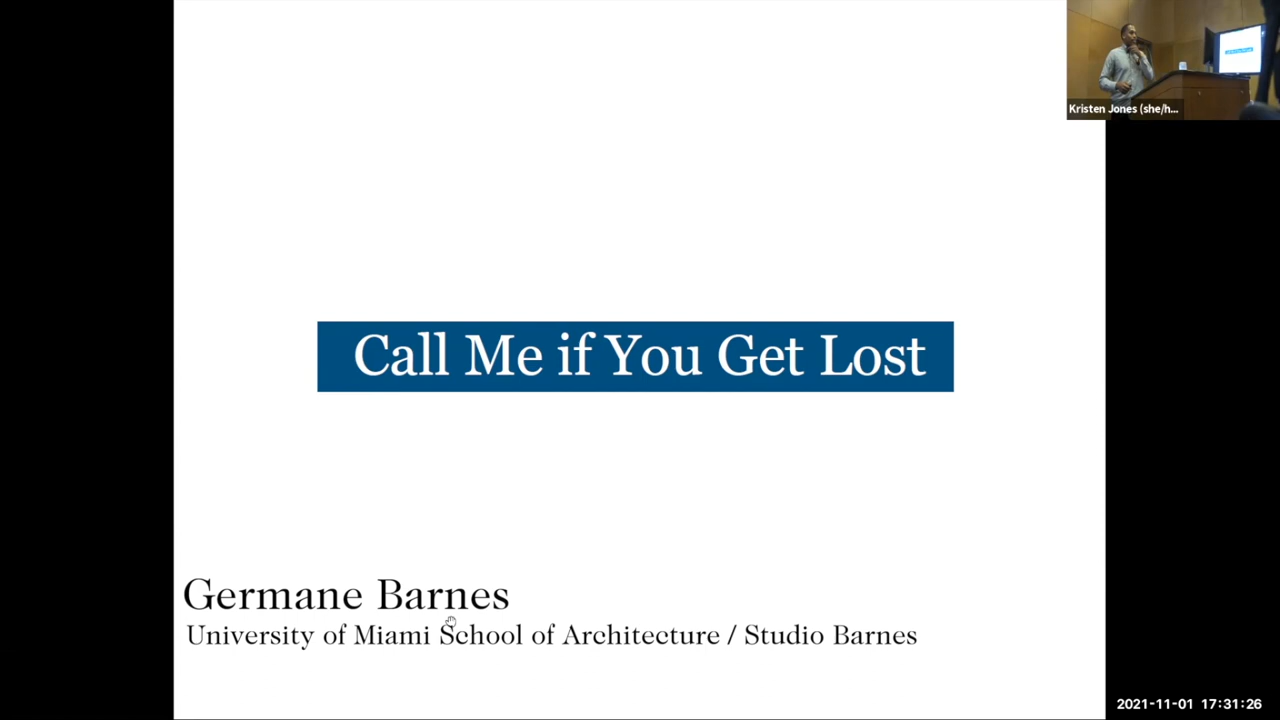 Kristen Jones (she/h...
Call Me if You Get Lost
Germane Barnes
University of Miami School of Architecture / Studio Barnes
2021-11-01 17:31:26